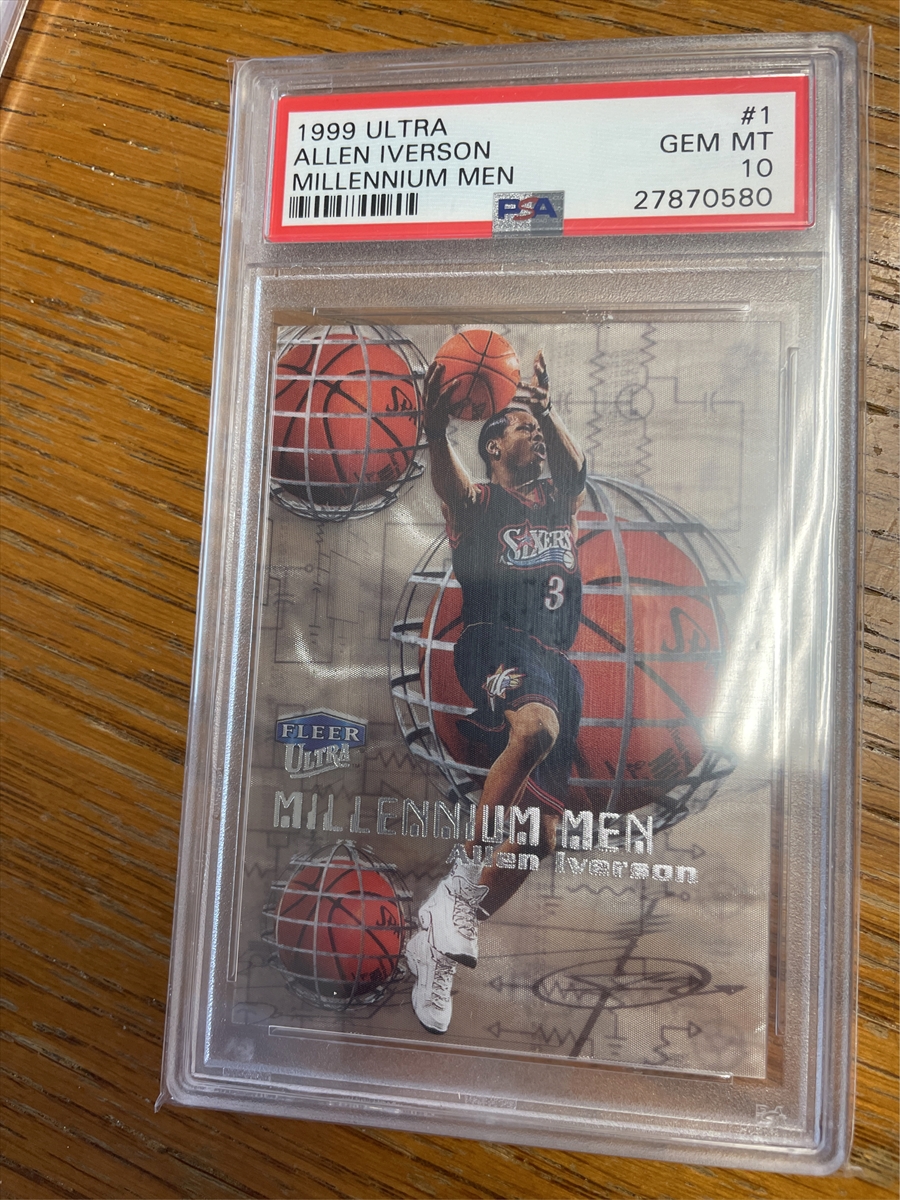 1999 ULTRA
ALLEN IVERSON
MILLENNIUM MEN
#1
GEM MT
10
27870580
PSA
SIXERS
3
FLEER
ULTRA
MILLENNIUM MEN
Allen Iverson